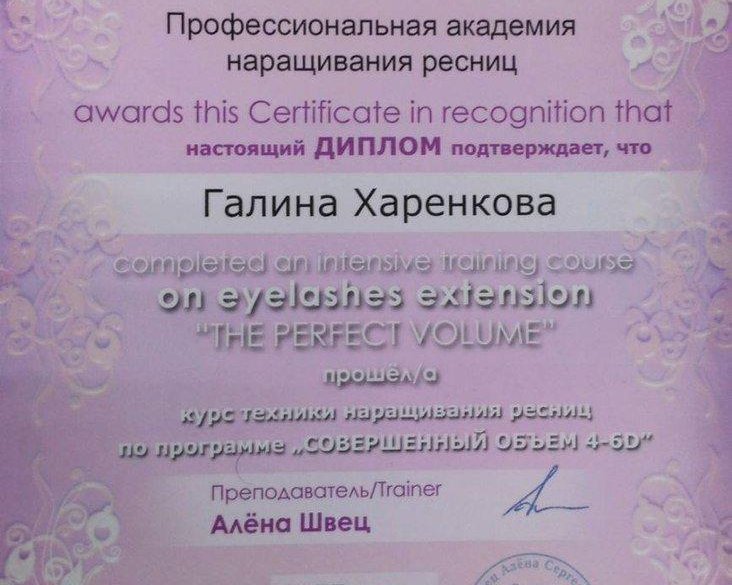 Профессиональная академия
наращивания ресниц
awards this Certificate in recognition that
настоящий ДИПЛОМ подтверждает, что
Галина Харенкова
completed an intensive training course
on eyelashes extension
"THE PERFECT VOLUME"
прошёл/а
курс техники наращивания ресниц
по программе „СОВЕРШЕННЫЙ ОБЪЕМ 4-6D”
Преподаватель/Trainer
Алёна Швец